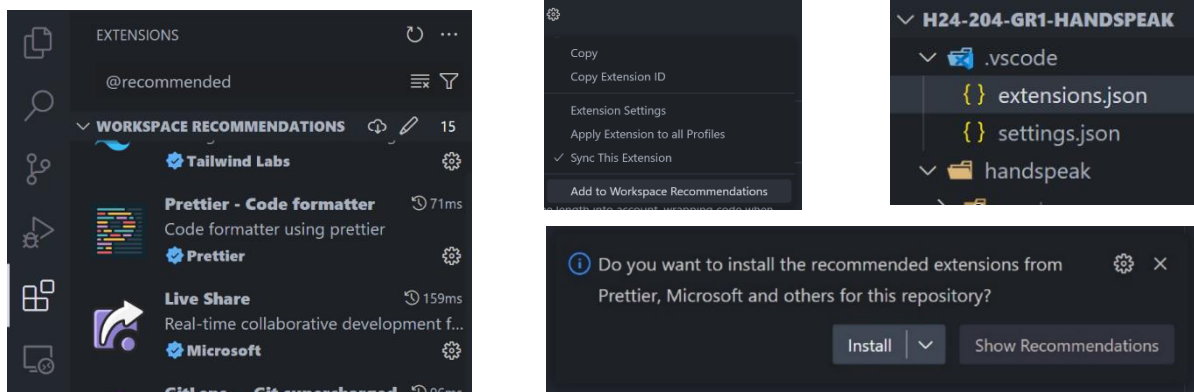 EXTENSIONS
@recommended
WORKSPACE RECOMMENDATIONS 15
Tailwind Labs
Prettier - Code formatter 71ms
Code formatter using prettier
Prettier
Live Share 159ms
Real-time collaborative development f...
Microsoft
Copy
Copy Extension ID
Extension Settings
Apply Extension to all Profiles
Sync This Extension
Add to Workspace Recommendations
H24-204-GR1-HANDSPEAK
.vscode
{ } extensions.json
{ } settings.json
handspeak
Do you want to install the recommended extensions from
Prettier, Microsoft and others for this repository?
Install
Show Recommendations